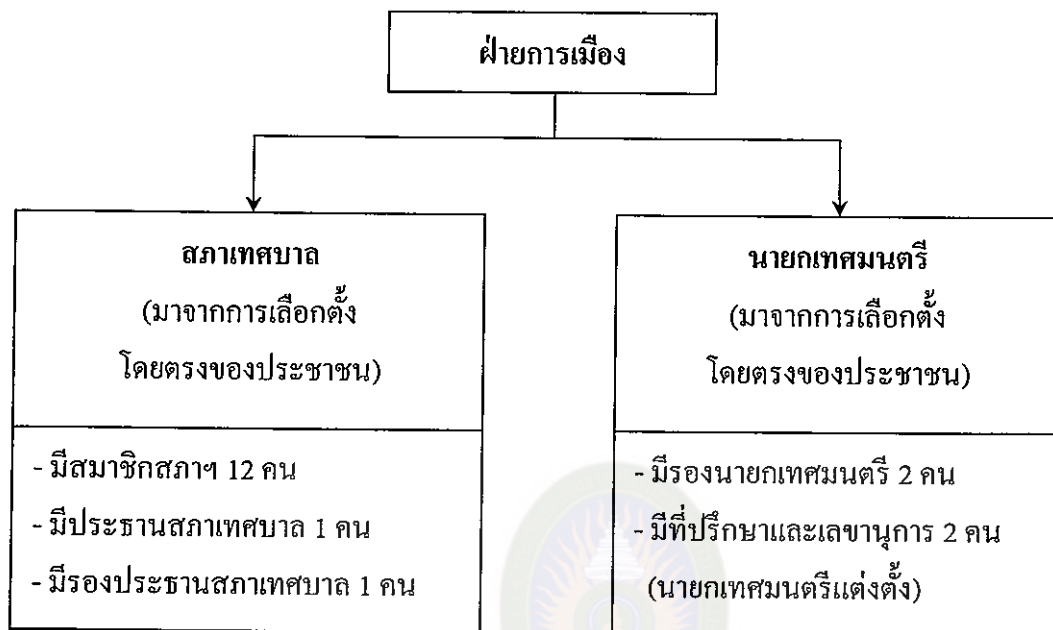 ฝ่ายการเมือง
สภาเทศบาล
(มาจากการเลือกตั้ง
โดยตรงของประชาชน)
- มีสมาชิกสภาฯ 12 คน
- มีประธานสภาเทศบาล 1 คน
- มีรองประธานสภาเทศบาล 1 คน
นายกเทศมนตรี
(มาจากการเลือกตั้ง
โดยตรงของประชาชน)
- มีรองนายกเทศมนตรี 2 คน
- มีที่ปรึกษาและเลขานุการ 2 คน
(นายกเทศมนตรีแต่งตั้ง)